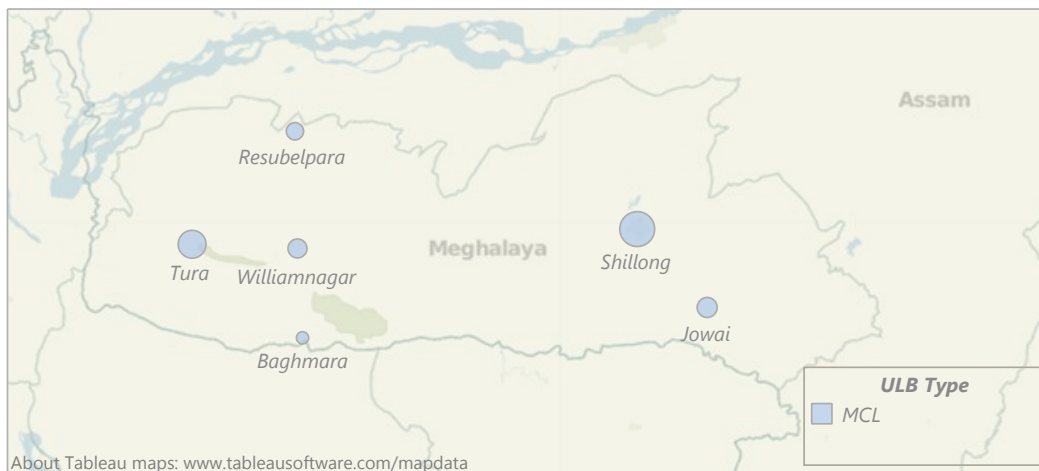 Assam
Resubelpara
Meghalaya
Tura
Williamnagar
Shillong
Jowai
Baghmara
ULB Type
MCL
About Tableau maps: www.tableausoftware.com/mapdata